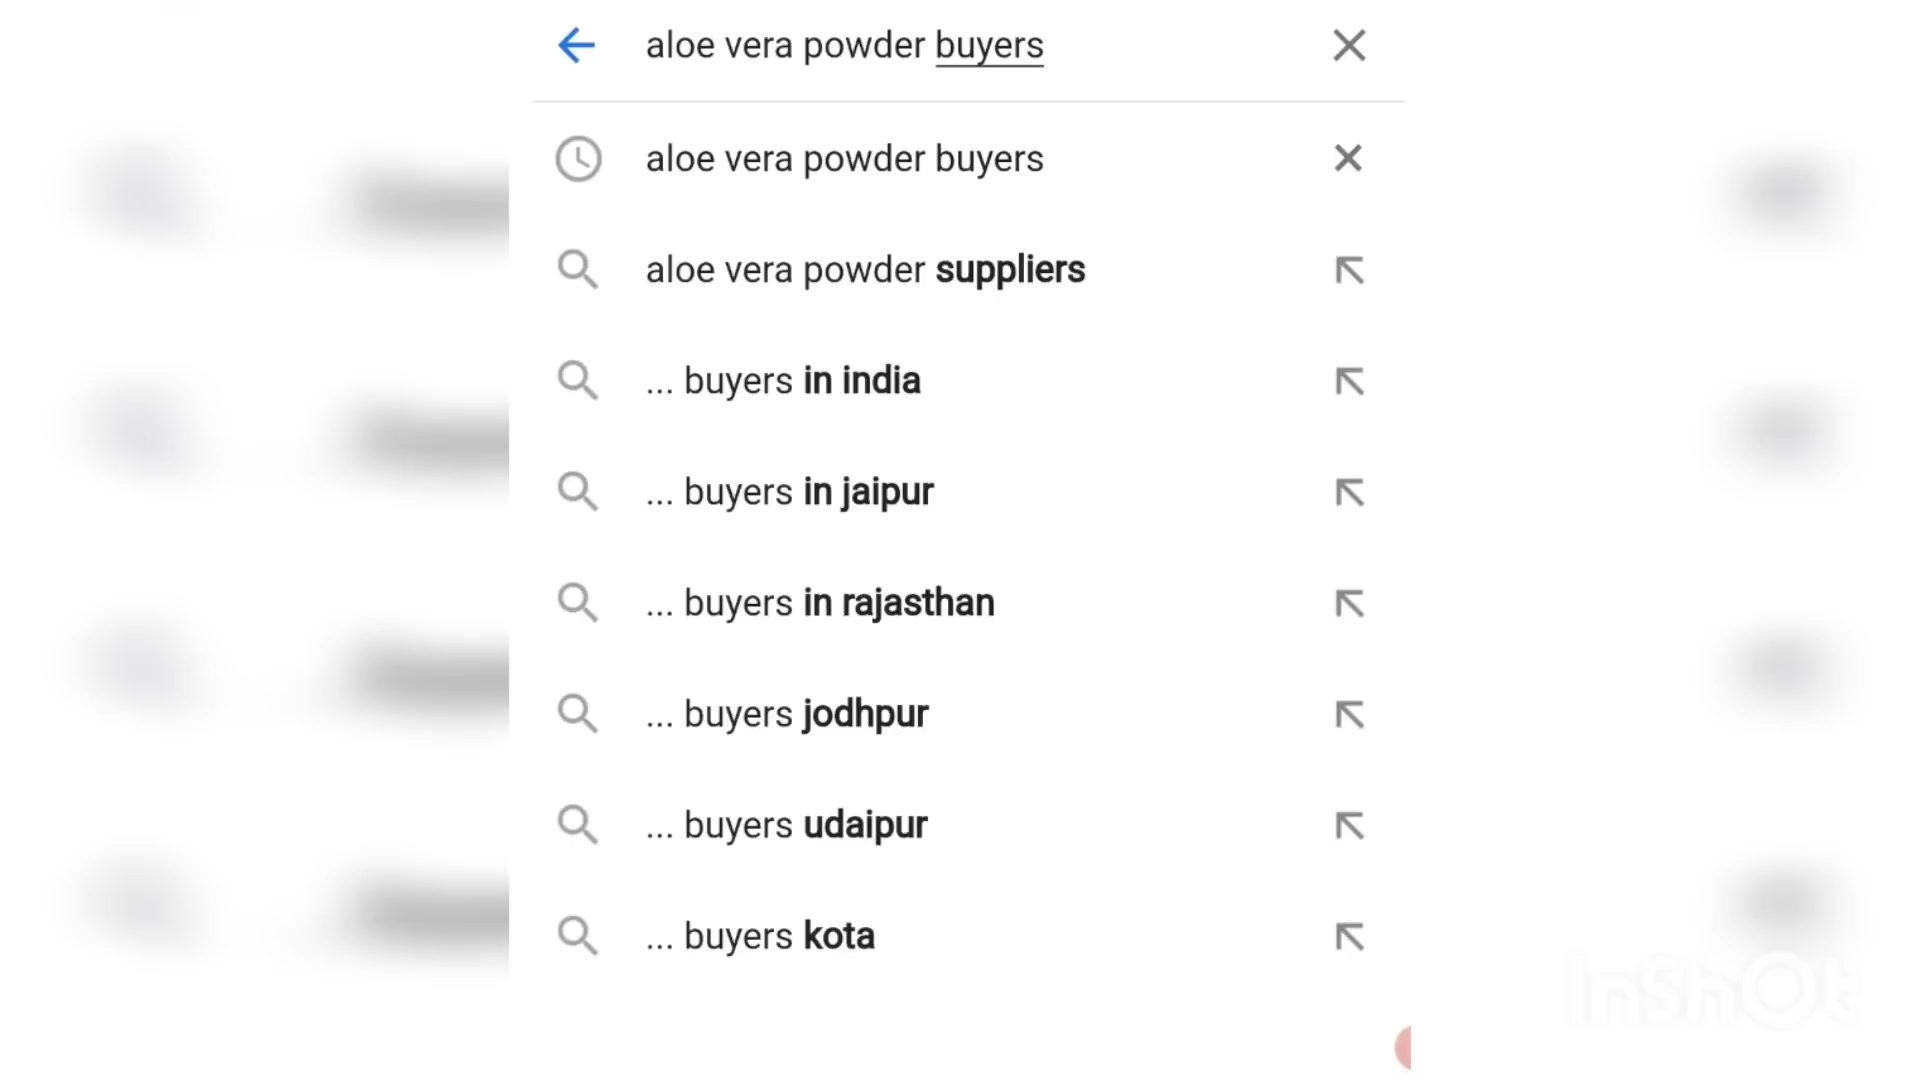 aloe vera powder buyers
aloe vera powder buyers
aloe vera powder suppliers
... buyers in india
... buyers in jaipur
... buyers in rajasthan
... buyers jodhpur
... buyers udaipur
... buyers kota
InShOt